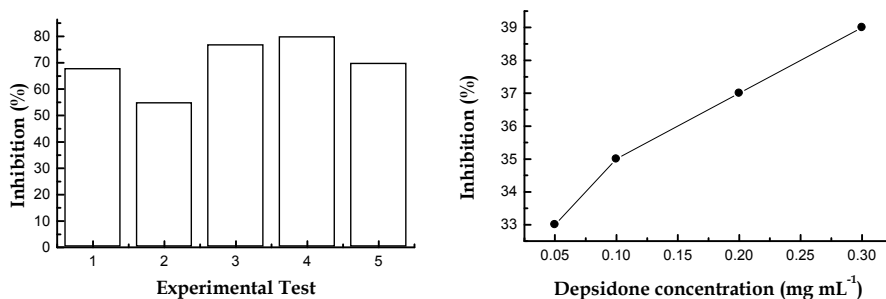 80
70
60
50
40
30
20
10
0
Inhibition (%)
1 2 3 4 5
Experimental Test
39
38
37
36
35
34
33
Inhibition (%)
0.05 0.10 0.15 0.20 0.25 0.30
Depsidone concentration (mg mL⁻¹)